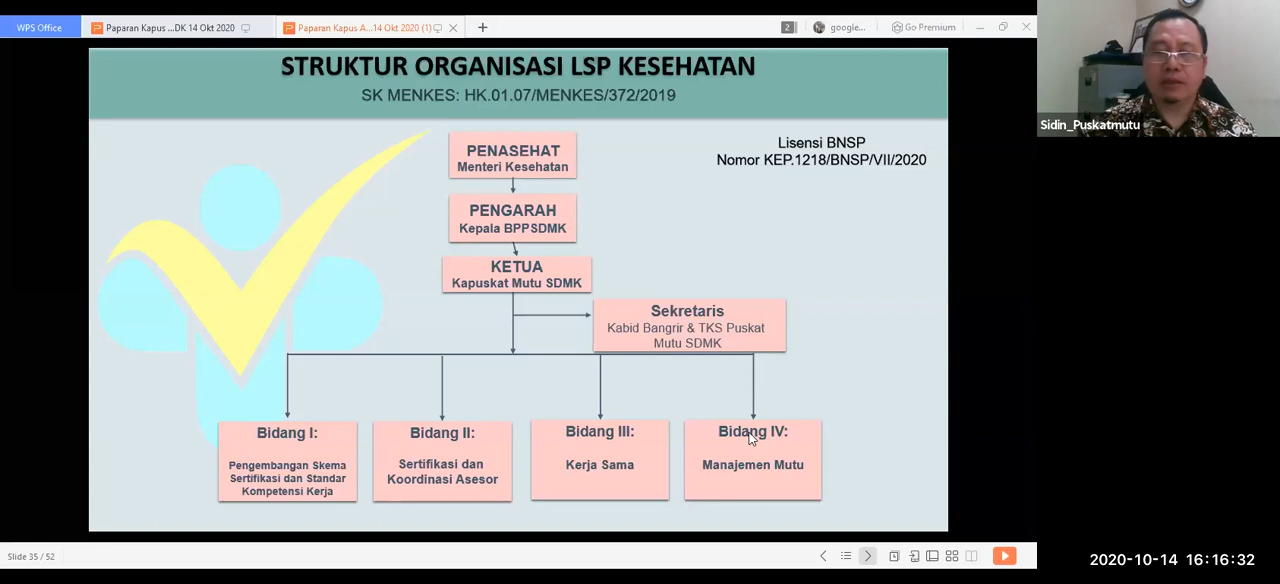 WPS Office
Paparan Kapus ...DK 14 Okt 2020
Paparan Kapus A...14 Okt 2020 (1)
2
google...
Go Premium
STRUKTUR ORGANISASI LSP KESEHATAN
SK MENKES: HK.01.07/MENKES/372/2019
Lisensi BNSP
Nomor KEP.1218/BNSP/VII/2020
PENASEHAT
Menteri Kesehatan
PENGARAH
Kepala BPPSDMK
KETUA
Kapuskat Mutu SDMK
Sekretaris
Kabid Bangrir & TKS Puskat
Mutu SDMK
Bidang I:
Pengembangan Skema
Sertifikasi dan Standar
Kompetensi Kerja
Bidang II:
Sertifikasi dan
Koordinasi Asesor
Bidang III:
Kerja Sama
Bidang IV:
Manajemen Mutu
Sidin_Puskatmutu
Slide 35 / 52
2020-10-14 16:16:32